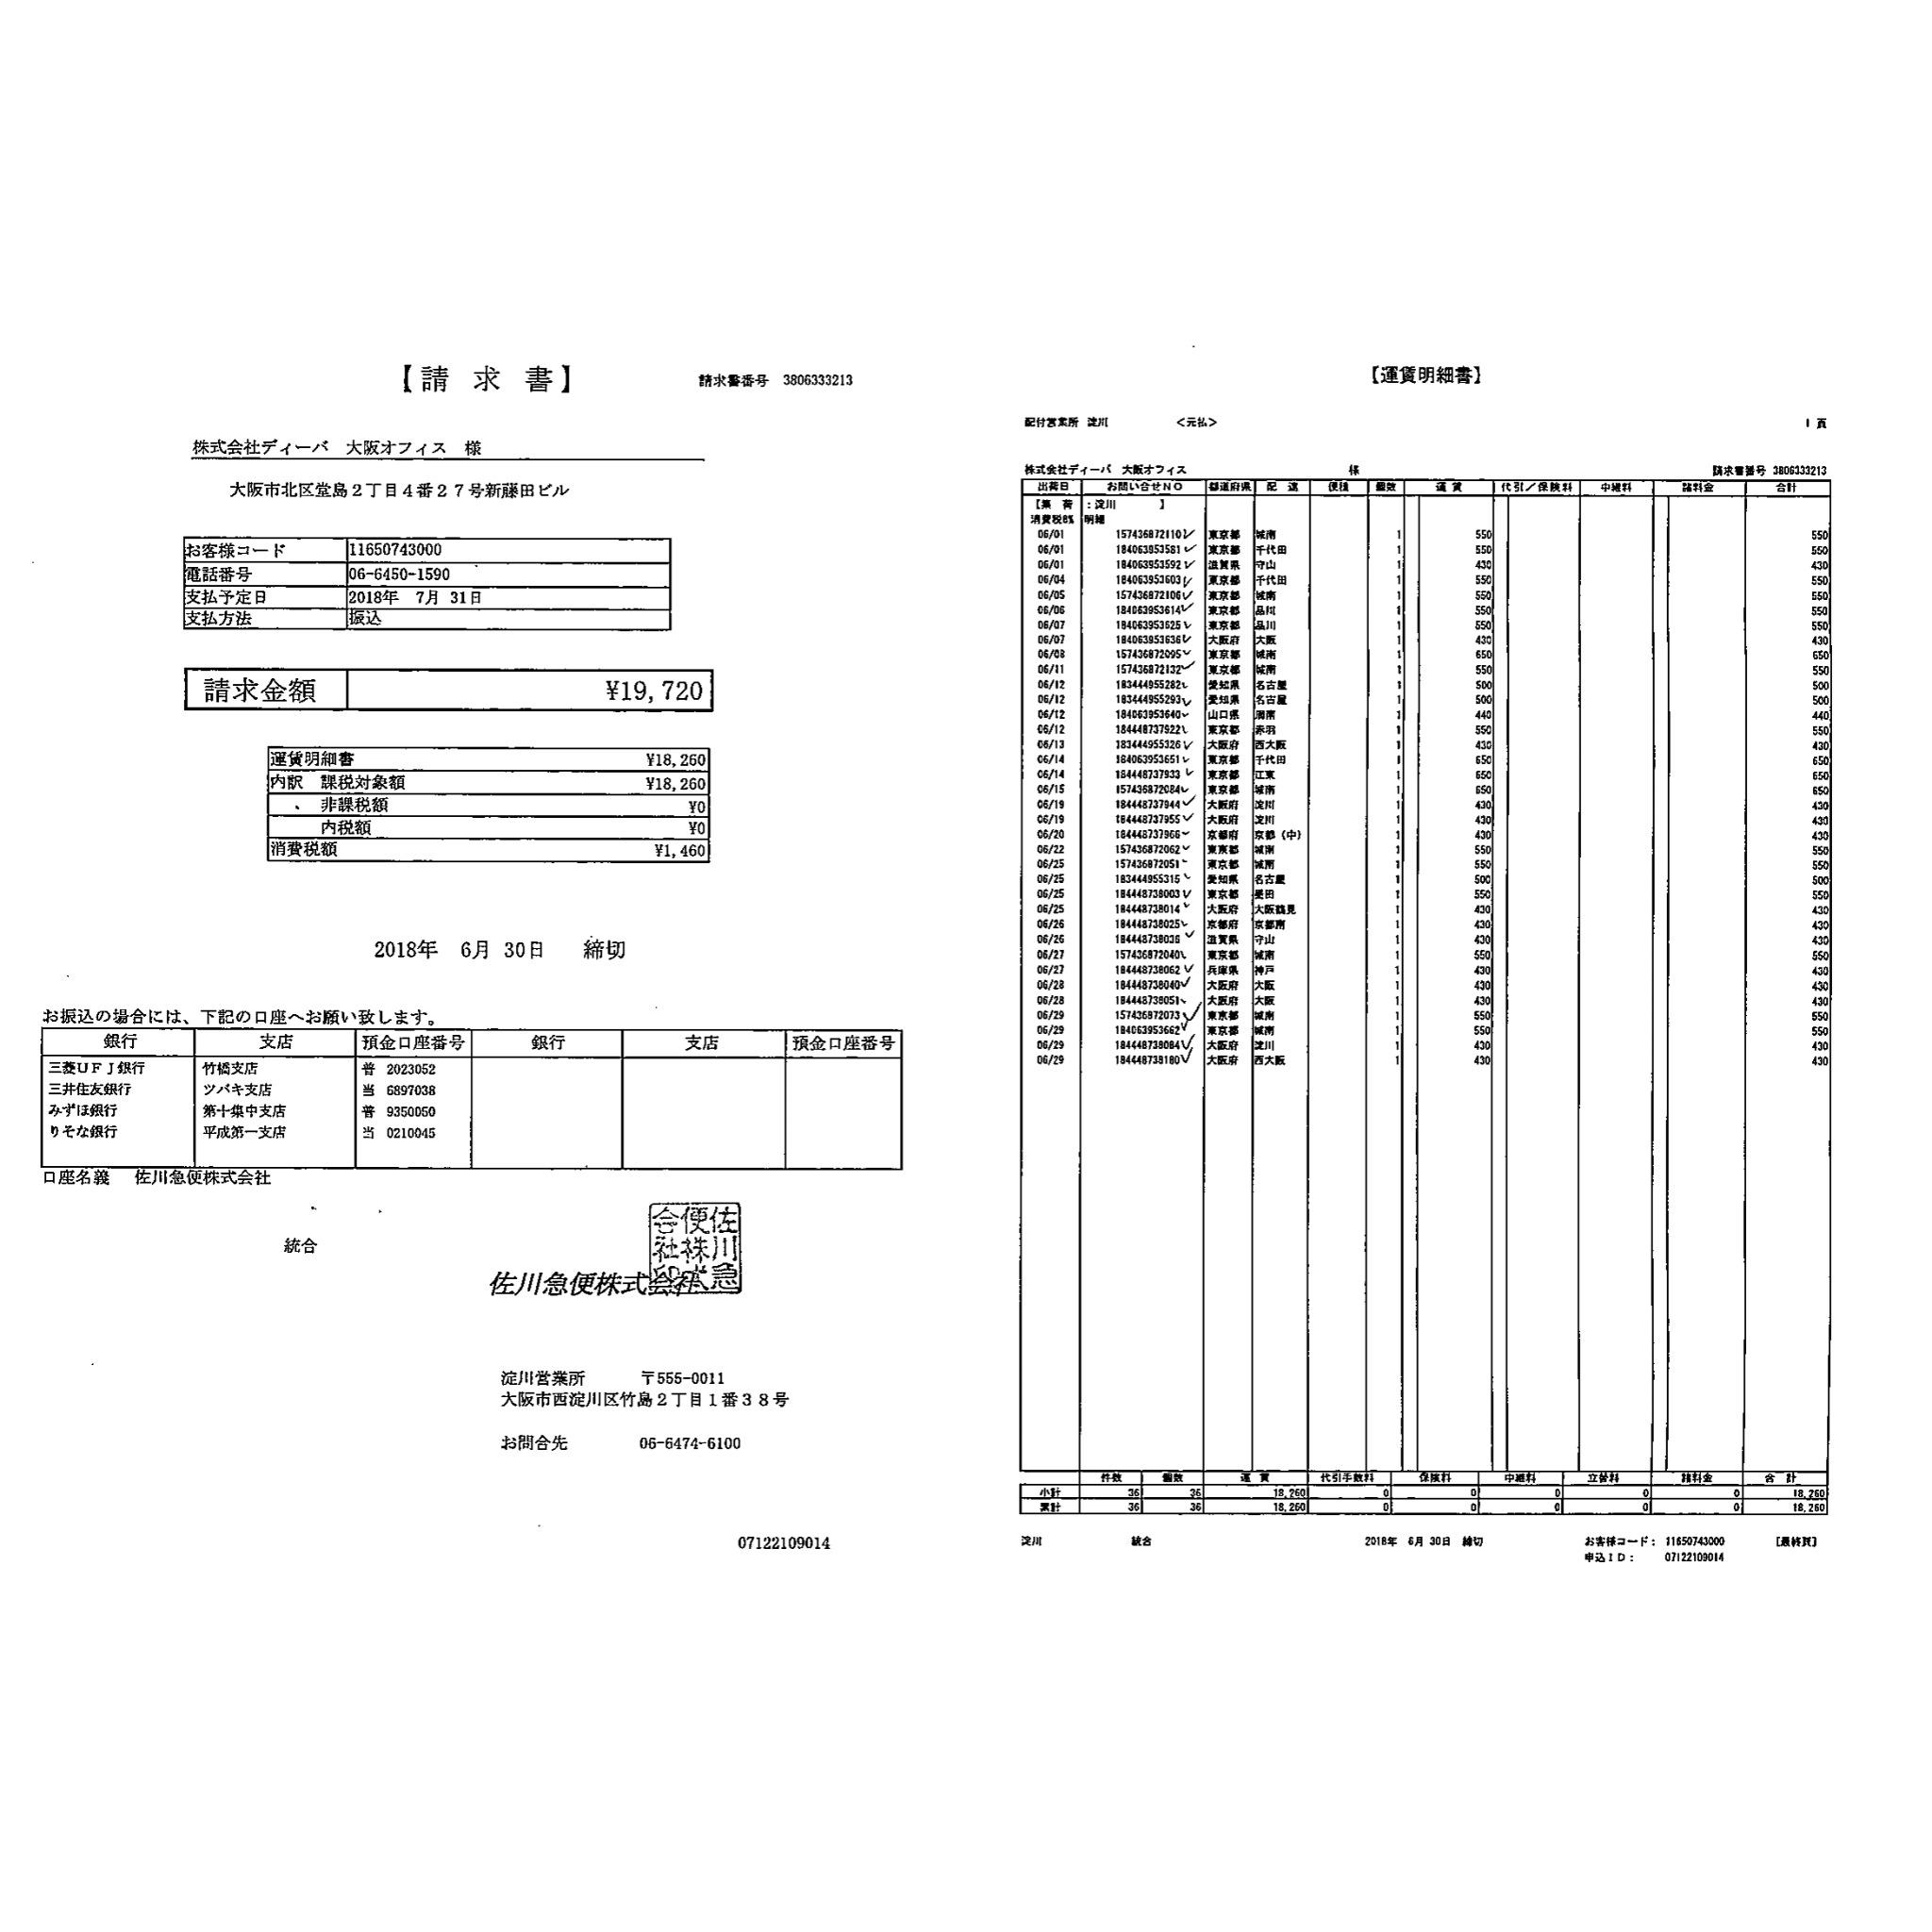 【請 求 書】
請求書番号 3806333213
株式会社ディーバ 大阪オフィス 様
大阪市北区堂島２丁目４番２７号新藤田ビル
お客様コード 11650743000
電話番号 06-6450-1590
支払予定日 2018年 7月 31日
支払方法 振込
請求金額 ¥19,720
運賃明細書 ¥18,260
内訳 課税対象額 ¥18,260
非課税額 ¥0
内税額 ¥0
消費税額 ¥1,460
2018年 6月 30日 締切
お振込の場合には、下記の口座へお願い致します。
銀行 支店 預金口座番号 銀行 支店 預金口座番号
三菱ＵＦＪ銀行 竹橋支店 普 2023052
三井住友銀行 ツバキ支店 当 6897038
みずほ銀行 第十集中支店 普 9350050
りそな銀行 平成第一支店 当 0210045
口座名義 佐川急便株式会社
統合
佐川急便株式会社
佐川急便株式会社印
淀川営業所 〒555-0011
大阪市西淀川区竹島２丁目１番３８号
お問合先 06-6474-6100
07122109014
【運賃明細書】
配付営業所 淀川 ＜元払＞ 1 頁
株式会社ディーバ 大阪オフィス 様 請求書番号 3806333213
出荷日 お問い合せＮＯ 都道府県 配 達 便種 個数 運 賃 代引／保険料 中継料 諸料金 合計
【集 荷 ：淀川 】
消費税8% 明細
06/01 157436872110 東京都 城南 1 550 550
06/01 184063953581 東京都 千代田 1 550 550
06/01 184063953592 滋賀県 守山 1 430 430
06/04 184063953603 東京都 千代田 1 550 550
06/05 157436872106 東京都 城南 1 550 550
06/06 184063953614 東京都 品川 1 550 550
06/07 184063953625 東京都 品川 1 550 550
06/07 184063953636 大阪府 大阪 1 430 430
06/08 157436872095 東京都 城南 1 650 650
06/11 157436872132 東京都 城南 1 550 550
06/12 183444955282 愛知県 名古屋 1 500 500
06/12 183444955293 愛知県 名古屋 1 500 500
06/12 184063953640 山口県 周南 1 440 440
06/12 184448737922 東京都 赤羽 1 550 550
06/13 183444955326 大阪府 西大阪 1 430 430
06/14 184063953651 東京都 千代田 1 650 650
06/14 184448737933 東京都 江東 1 650 650
06/15 157436872084 東京都 城南 1 650 650
06/19 184448737944 大阪府 淀川 1 430 430
06/19 184448737955 大阪府 淀川 1 430 430
06/20 184448737966 京都府 京都（中） 1 430 430
06/22 157436872062 東京都 城南 1 550 550
06/25 157436872051 東京都 城南 1 550 550
06/25 183444955315 愛知県 名古屋 1 500 500
06/25 184448738003 東京都 墨田 1 550 550
06/25 184448738014 大阪府 大阪鶴見 1 430 430
06/26 184448738025 京都府 京都南 1 430 430
06/26 184448738036 滋賀県 守山 1 430 430
06/27 157436872040 東京都 城南 1 550 550
06/27 184448738062 兵庫県 神戸 1 430 430
06/28 184448738040 大阪府 大阪 1 430 430
06/28 184448738051 大阪府 大阪 1 430 430
06/29 157436872073 東京都 城南 1 550 550
06/29 184063953662 東京都 城南 1 550 550
06/29 184448738084 大阪府 淀川 1 430 430
06/29 184448738180 大阪府 西大阪 1 430 430
件数 個数 運 賃 代引手数料 保険料 中継料 立替料 諸料金 合 計
小計 36 36 18,260 0 0 0 0 0 18,260
累計 36 36 18,260 0 0 0 0 0 18,260
淀川 統合 2018年 6月 30日 締切 お客様コード： 11650743000 [最終頁]
申込ＩＤ： 07122109014